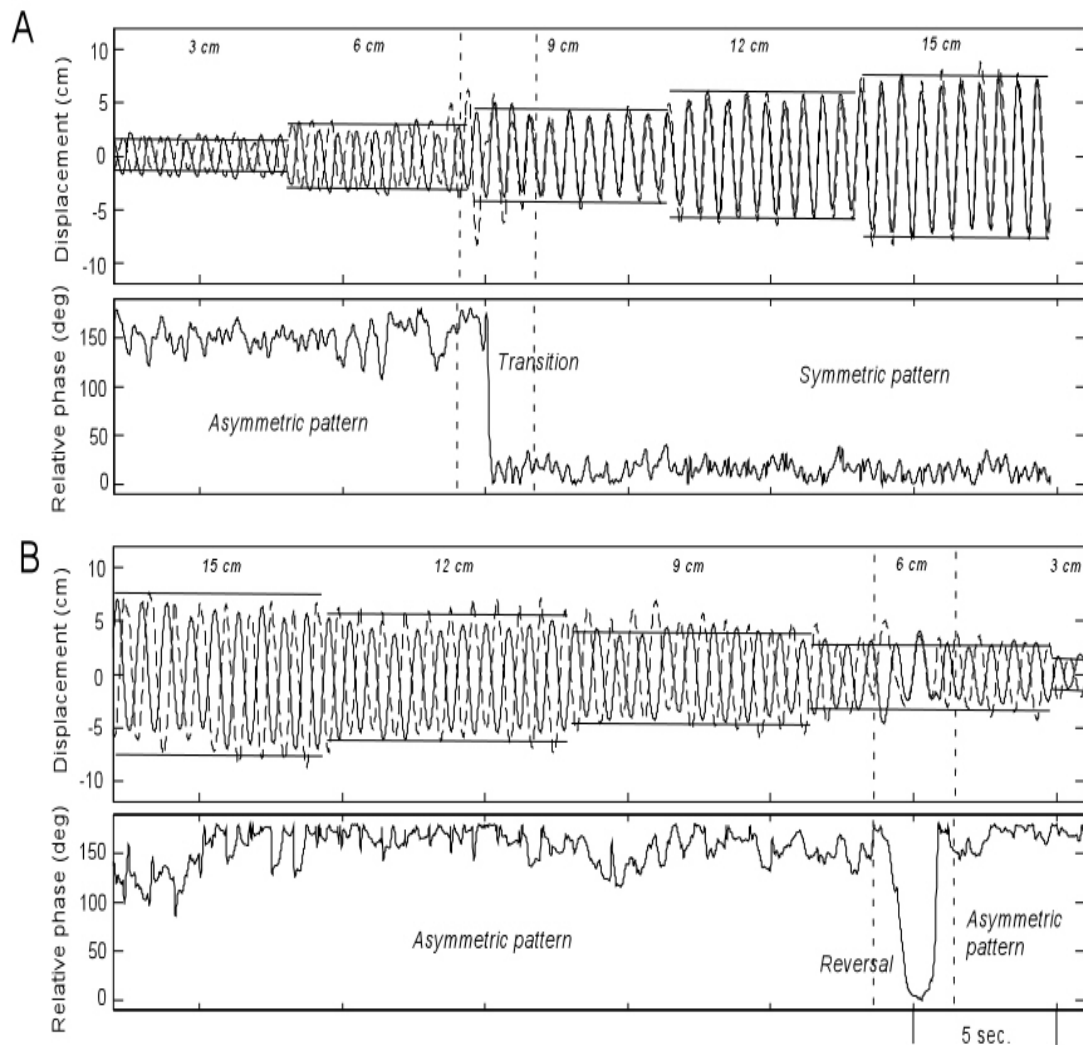 A
3 cm 6 cm 9 cm 12 cm 15 cm
Displacement (cm)
10
5
0
-5
-10
Relative phase (deg)
150
100
50
0
Transition
Symmetric pattern
Asymmetric pattern
B
15 cm 12 cm 9 cm 6 cm 3 cm
Displacement (cm)
10
5
0
-5
-10
Relative phase (deg)
150
100
50
0
Asymmetric pattern
Reversal
Asymmetric
pattern
5 sec.